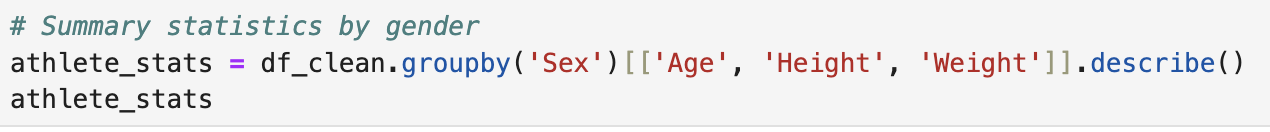 # Summary statistics by gender
athlete_stats = df_clean.groupby('Sex')[['Age', 'Height', 'Weight']].describe()
athlete_stats